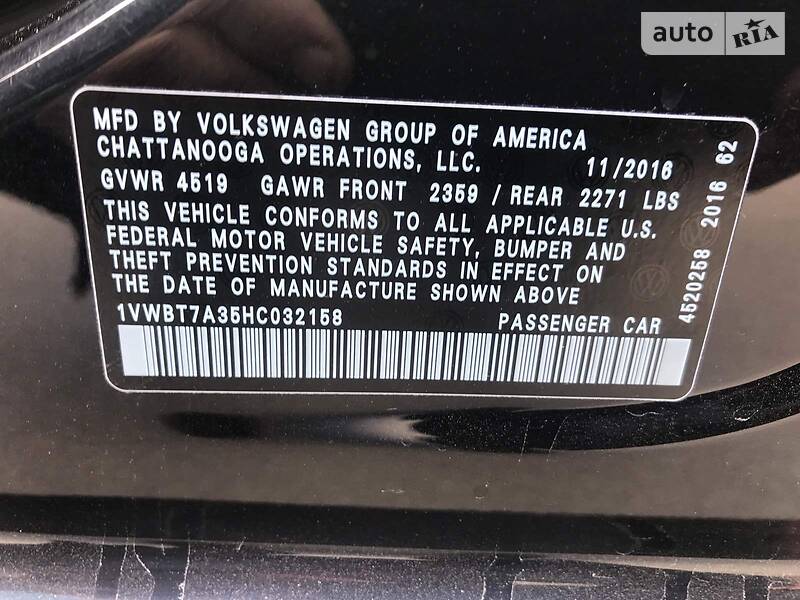 auto RIA
MFD BY VOLKSWAGEN GROUP OF AMERICA
CHATTANOOGA OPERATIONS, LLC. 11/2016
GVWR 4519 GAWR FRONT 2359 / REAR 2271 LBS
THIS VEHICLE CONFORMS TO ALL APPLICABLE U.S.
FEDERAL MOTOR VEHICLE SAFETY, BUMPER AND
THEFT PREVENTION STANDARDS IN EFFECT ON
THE DATE OF MANUFACTURE SHOWN ABOVE
1VWBT7A35HC032158 PASSENGER CAR
4520258 2016 62